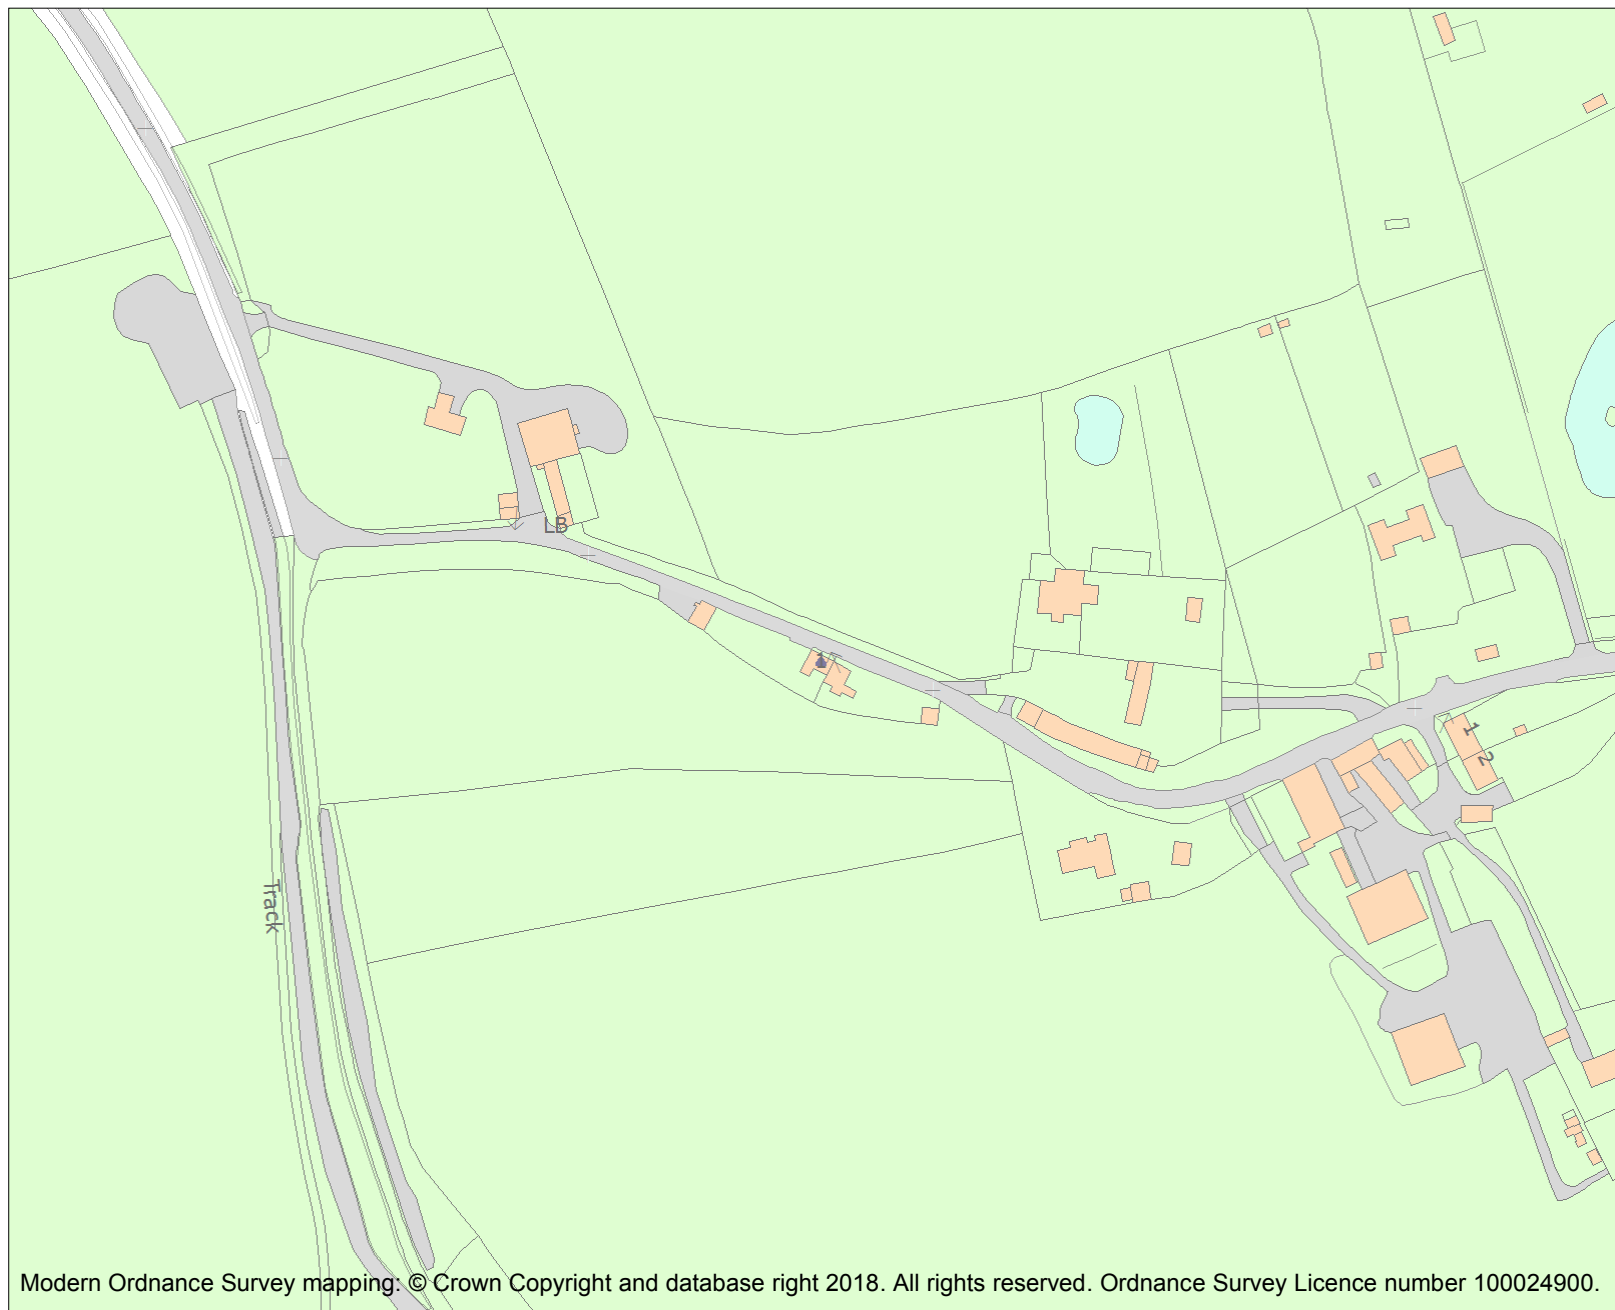 LB
1
2
Track
Modern Ordnance Survey mapping: © Crown Copyright and database right 2018. All rights reserved. Ordnance Survey Licence number 100024900.